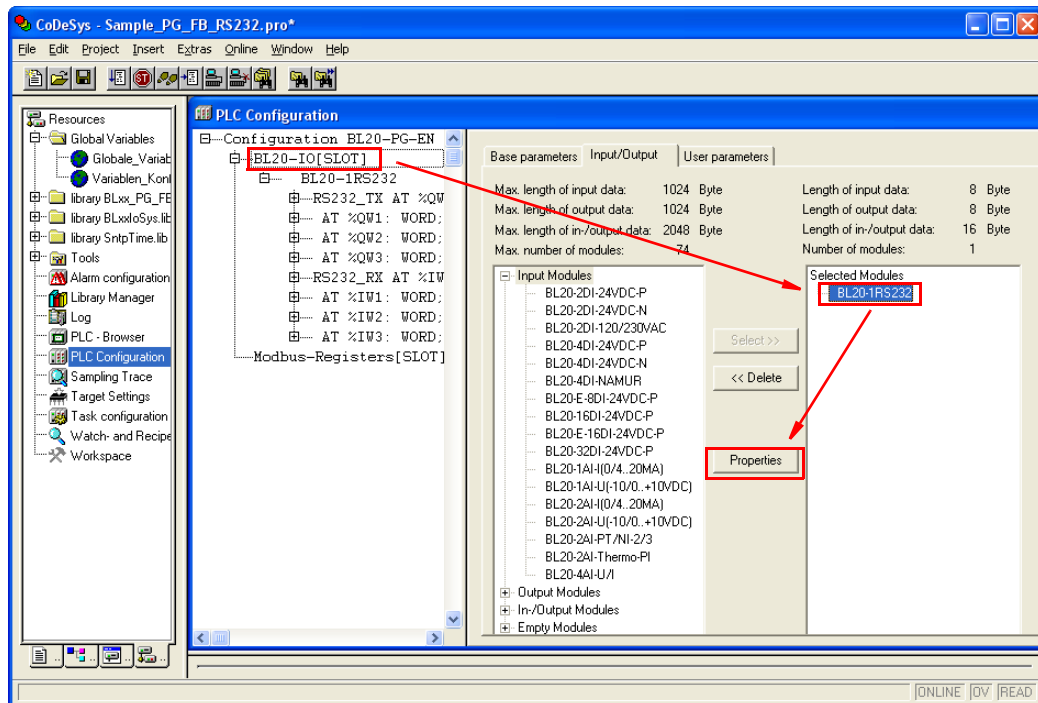 CoDeSys - Sample_PG_FB_RS232.pro*
File Edit Project Insert Extras Online Window Help
Resources
Global Variables
Globale_Variab
Variablen_Konf
library BLxx_PG_FB
library BLxxIoSys.lib
library SntpTime.lib
Tools
Alarm configuration
Library Manager
Log
PLC - Browser
PLC Configuration
Sampling Trace
Target Settings
Task configuration
Watch- and Recipe
Workspace
PLC Configuration
Configuration BL20-PG-EN
BL20-IO[SLOT]
BL20-1RS232
RS232_TX AT %QW
AT %QW1: WORD;
AT %QW2: WORD;
AT %QW3: WORD;
RS232_RX AT %IW
AT %IW1: WORD;
AT %IW2: WORD;
AT %IW3: WORD;
Modbus-Registers[SLOT]
Base parameters Input/Output User parameters
Max. length of input data: 1024 Byte Length of input data: 8 Byte
Max. length of output data: 1024 Byte Length of output data: 8 Byte
Max. length of in-/output data: 2048 Byte Length of in-/output data: 16 Byte
Max. number of modules: 74 Number of modules: 1
Input Modules
BL20-2DI-24VDC-P
BL20-2DI-24VDC-N
BL20-2DI-120/230VAC
BL20-4DI-24VDC-P
BL20-4DI-24VDC-N
BL20-4DI-NAMUR
BL20-E-8DI-24VDC-P
BL20-16DI-24VDC-P
BL20-E-16DI-24VDC-P
BL20-32DI-24VDC-P
BL20-1AI-I(0/4..20MA)
BL20-1AI-U(-10/0..+10VDC)
BL20-2AI-I(0/4..20MA)
BL20-2AI-U(-10/0..+10VDC)
BL20-2AI-PT/NI-2/3
BL20-2AI-Thermo-PI
BL20-4AI-U/I
Output Modules
In-/Output Modules
Empty Modules
Select >>
<< Delete
Properties
Selected Modules
BL20-1RS232
ONLINE OV READ